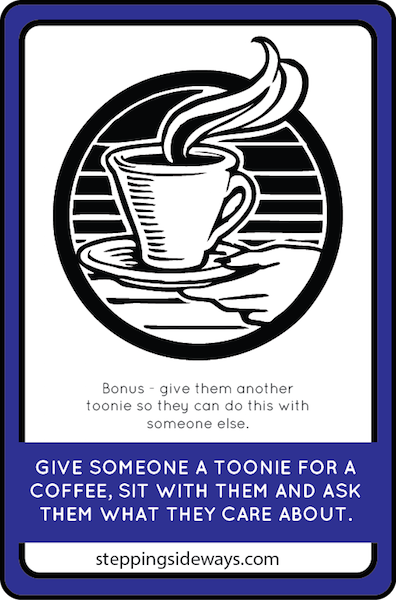 Bonus - give them another
toonie so they can do this with
someone else.
GIVE SOMEONE A TOONIE FOR A
COFFEE, SIT WITH THEM AND ASK
THEM WHAT THEY CARE ABOUT.
steppingsideways.com